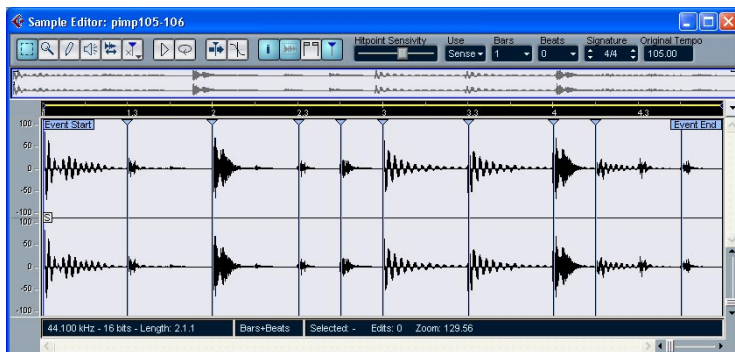 Sample Editor: pimp105-106
Hitpoint Sensivity Use Bars Beats Signature Original Tempo
i Sense 1 0 4/4 105.00
1 1.3 2 2.3 3 3.3 4 4.3
100 Event Start Event End
50
0
-50
-100
S 100
50
0
-50
-100
44.100 kHz - 16 bits - Length: 2.1.1 Bars+Beats Selected: - Edits: 0 Zoom: 129.56